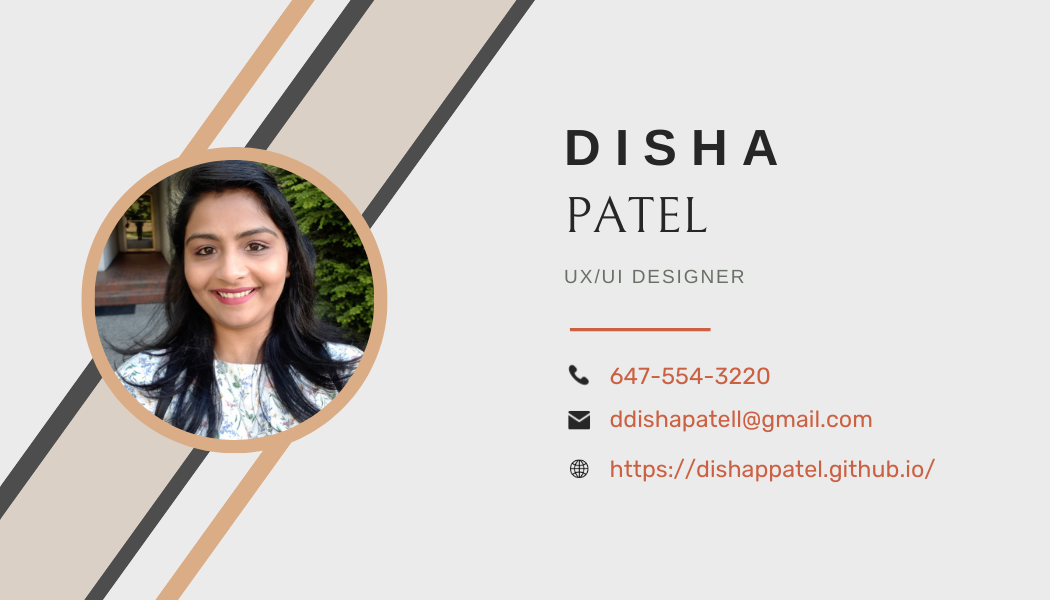 DISHA
PATEL
UX/UI DESIGNER
647-554-3220
ddishapatell@gmail.com
https://dishappatel.github.io/